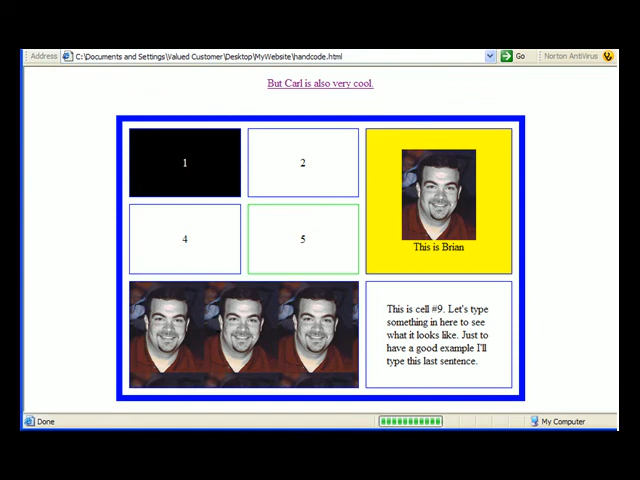 Address C:\Documents and Settings\Valued Customer\Desktop\MyWebsite\handcode.html Go Norton AntiVirus
But Carl is also very cool.
1
2
This is Brian
4
5
This is cell #9. Let's type
something in here to see
what it looks like. Just to
have a good example I'll
type this last sentence.
Done
My Computer